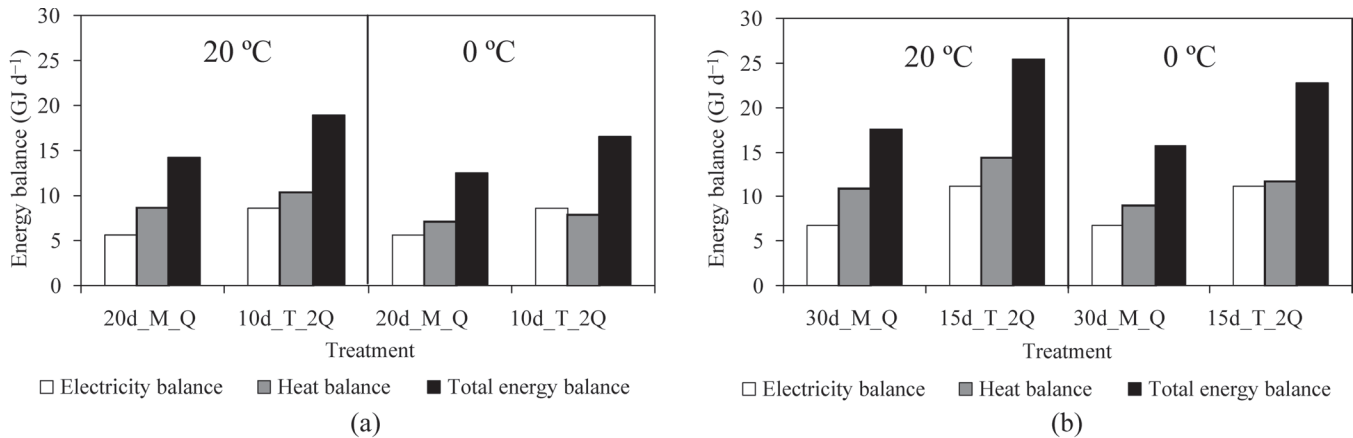 Energy balance (GJ d⁻¹)
30
25
20
15
10
5
0
20 ºC
0 ºC
20d_M_Q 10d_T_2Q 20d_M_Q 10d_T_2Q
Treatment
Electricity balance Heat balance Total energy balance
(a)
Energy balance (GJ d⁻¹)
30
25
20
15
10
5
0
20 ºC
0 ºC
30d_M_Q 15d_T_2Q 30d_M_Q 15d_T_2Q
Treatment
Electricity balance Heat balance Total energy balance
(b)